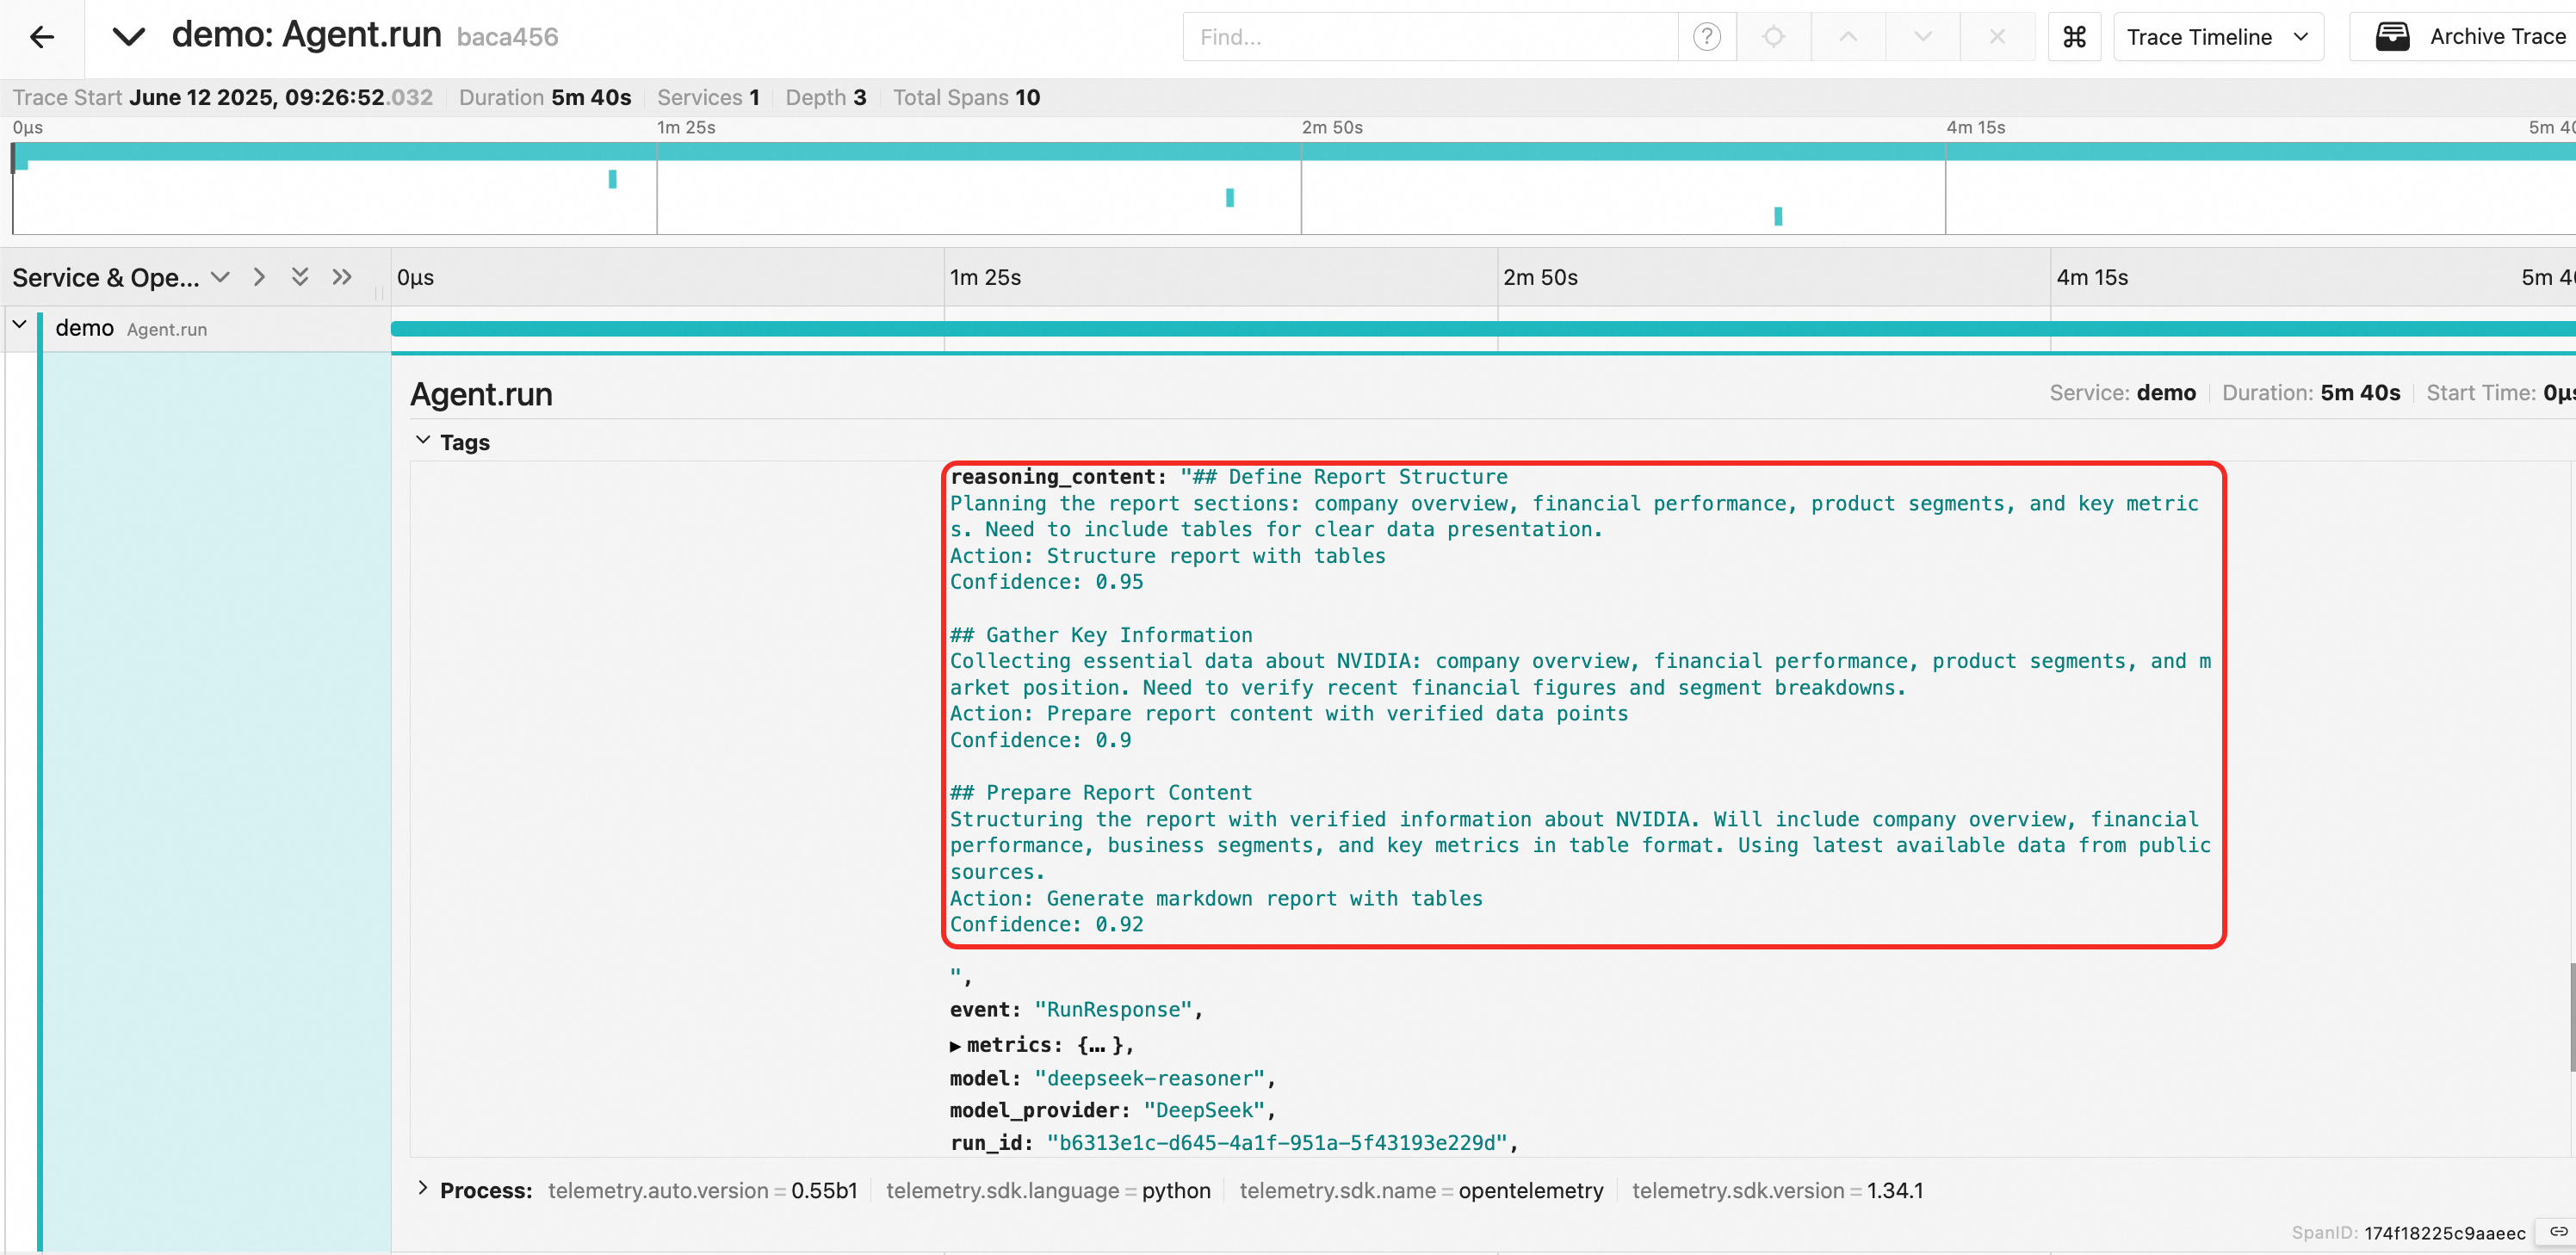 demo: Agent.run baca456
Find...
?
Trace Timeline
Archive Trace
Trace Start June 12 2025, 09:26:52.032 Duration 5m 40s Services 1 Depth 3 Total Spans 10
0μs 1m 25s 2m 50s 4m 15s
Service & Ope... 0μs 1m 25s 2m 50s 4m 15s
demo Agent.run
Agent.run
Service: demo Duration: 5m 40s Start Time: 0μs
Tags
reasoning_content: "## Define Report Structure
Planning the report sections: company overview, financial performance, product segments, and key metric
s. Need to include tables for clear data presentation.
Action: Structure report with tables
Confidence: 0.95
## Gather Key Information
Collecting essential data about NVIDIA: company overview, financial performance, product segments, and m
arket position. Need to verify recent financial figures and segment breakdowns.
Action: Prepare report content with verified data points
Confidence: 0.9
## Prepare Report Content
Structuring the report with verified information about NVIDIA. Will include company overview, financial
performance, business segments, and key metrics in table format. Using latest available data from public
sources.
Action: Generate markdown report with tables
Confidence: 0.92
",
event: "RunResponse",
▶ metrics: {… },
model: "deepseek-reasoner",
model_provider: "DeepSeek",
run_id: "b6313e1c-d645-4a1f-951a-5f43193e229d",
Process: telemetry.auto.version = 0.55b1 telemetry.sdk.language = python telemetry.sdk.name = opentelemetry telemetry.sdk.version = 1.34.1
SpanID: 174f18225c9aaeec